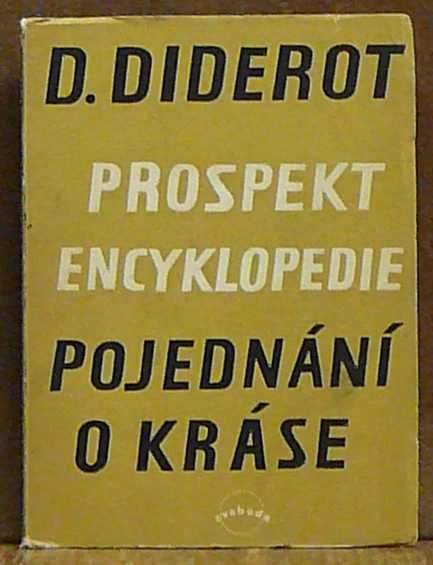 D. DIDEROT
PROSPEKT
ENCYKLOPEDIE
POJEDNÁNÍ
O KRÁSE
svoboda